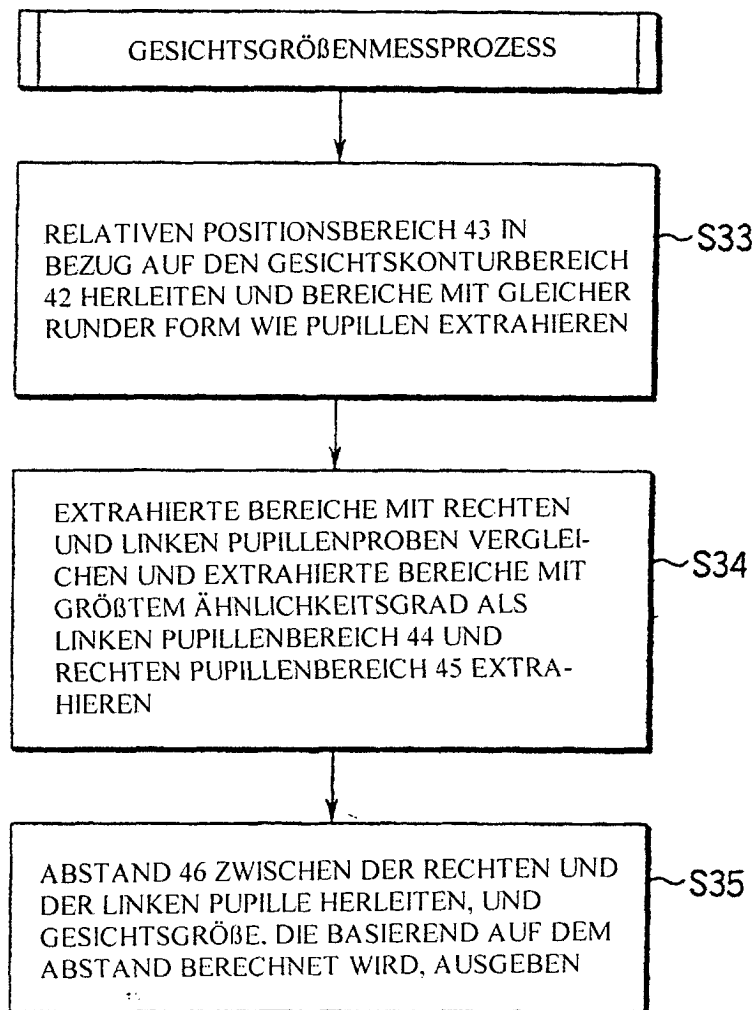 GESICHTSGRÖßENMESSPROZESS
RELATIVEN POSITIONSBEREICH 43 IN
BEZUG AUF DEN GESICHTSKONTURBEREICH
42 HERLEITEN UND BEREICHE MIT GLEICHER
RUNDER FORM WIE PUPILLEN EXTRAHIEREN
S33
EXTRAHIERTE BEREICHE MIT RECHTEN
UND LINKEN PUPILLENPROBEN VERGLEI-
CHEN UND EXTRAHIERTE BEREICHE MIT
GRÖßTEM ÄHNLICHKEITSGRAD ALS
LINKEN PUPILLENBEREICH 44 UND
RECHTEN PUPILLENBEREICH 45 EXTRA-
HIEREN
S34
ABSTAND 46 ZWISCHEN DER RECHTEN UND
DER LINKEN PUPILLE HERLEITEN, UND
GESICHTSGRÖßE. DIE BASIEREND AUF DEM
ABSTAND BERECHNET WIRD, AUSGEBEN
S35